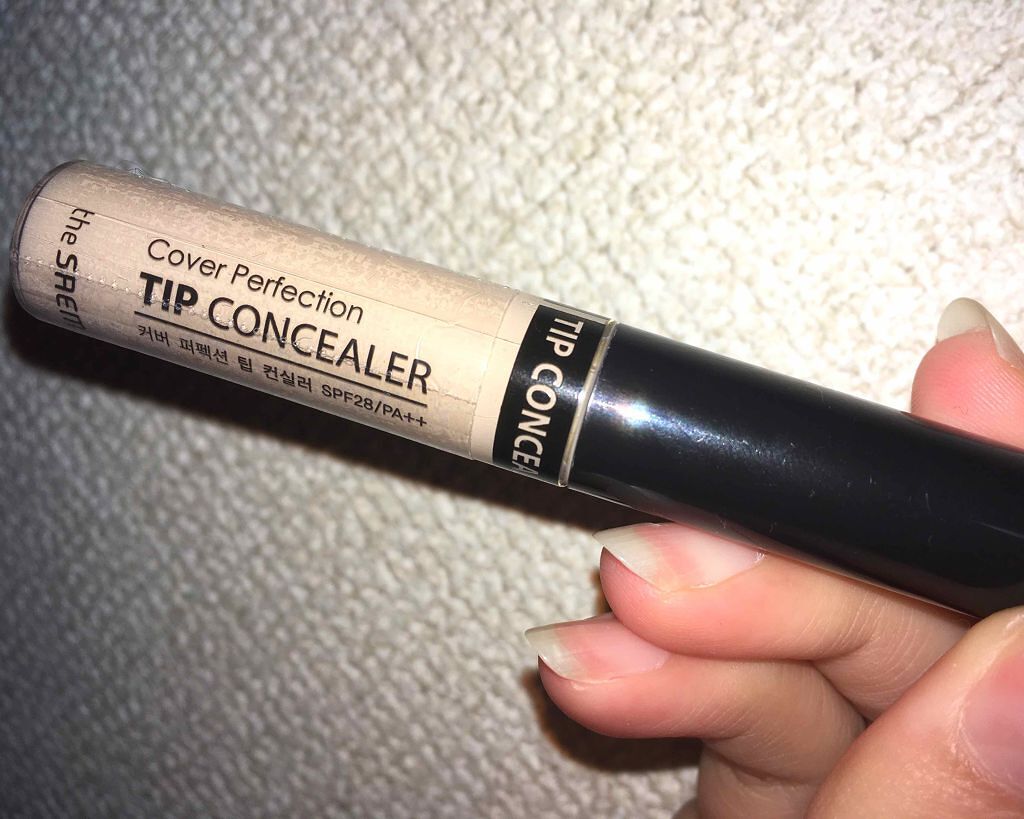 the SAEM
Cover Perfection
TIP CONCEALER
커버 퍼펙션 팁 컨실러 SPF28/PA++
TIP CONCEA